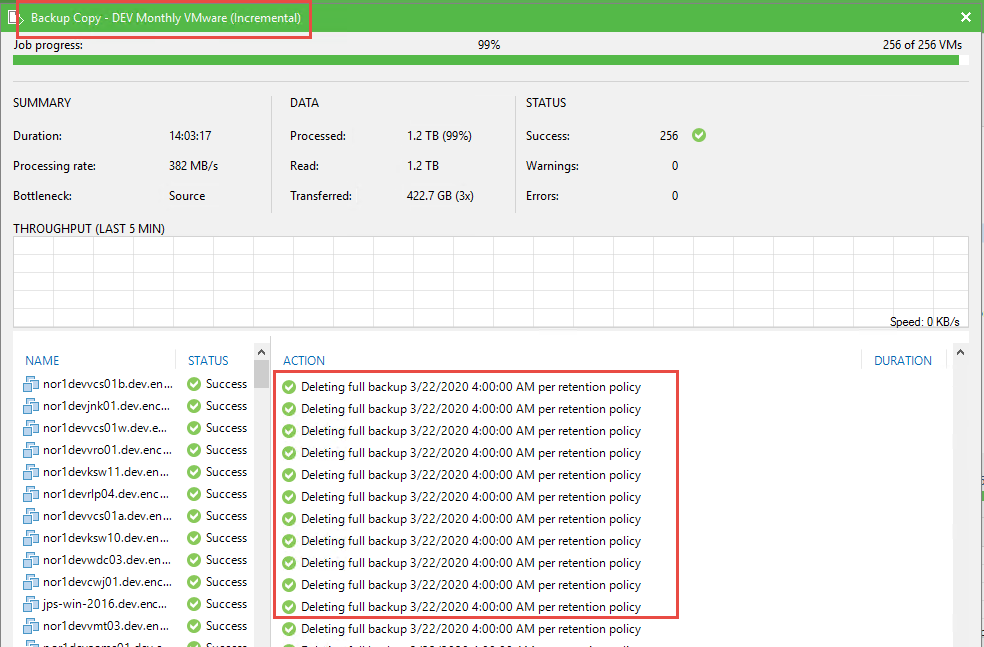 Backup Copy - DEV Monthly VMware (Incremental)
Job progress: 99% 256 of 256 VMs
SUMMARY DATA STATUS
Duration: 14:03:17 Processed: 1.2 TB (99%) Success: 256
Processing rate: 382 MB/s Read: 1.2 TB Warnings: 0
Bottleneck: Source Transferred: 422.7 GB (3x) Errors: 0
THROUGHPUT (LAST 5 MIN)
Speed: 0 KB/s
NAME STATUS ACTION DURATION
nor1devvcs01b.dev.en... Success Deleting full backup 3/22/2020 4:00:00 AM per retention policy
nor1devjnk01.dev.enc... Success Deleting full backup 3/22/2020 4:00:00 AM per retention policy
nor1devvcs01w.dev.e... Success Deleting full backup 3/22/2020 4:00:00 AM per retention policy
nor1devvro01.dev.enc... Success Deleting full backup 3/22/2020 4:00:00 AM per retention policy
nor1devksw11.dev.en... Success Deleting full backup 3/22/2020 4:00:00 AM per retention policy
nor1devrlp04.dev.enc... Success Deleting full backup 3/22/2020 4:00:00 AM per retention policy
nor1devvcs01a.dev.en... Success Deleting full backup 3/22/2020 4:00:00 AM per retention policy
nor1devksw10.dev.en... Success Deleting full backup 3/22/2020 4:00:00 AM per retention policy
nor1devwdc03.dev.en... Success Deleting full backup 3/22/2020 4:00:00 AM per retention policy
nor1devcwj01.dev.enc... Success Deleting full backup 3/22/2020 4:00:00 AM per retention policy
jps-win-2016.dev.enc... Success Deleting full backup 3/22/2020 4:00:00 AM per retention policy
nor1devvmt03.dev.en... Success Deleting full backup 3/22/2020 4:00:00 AM per retention policy